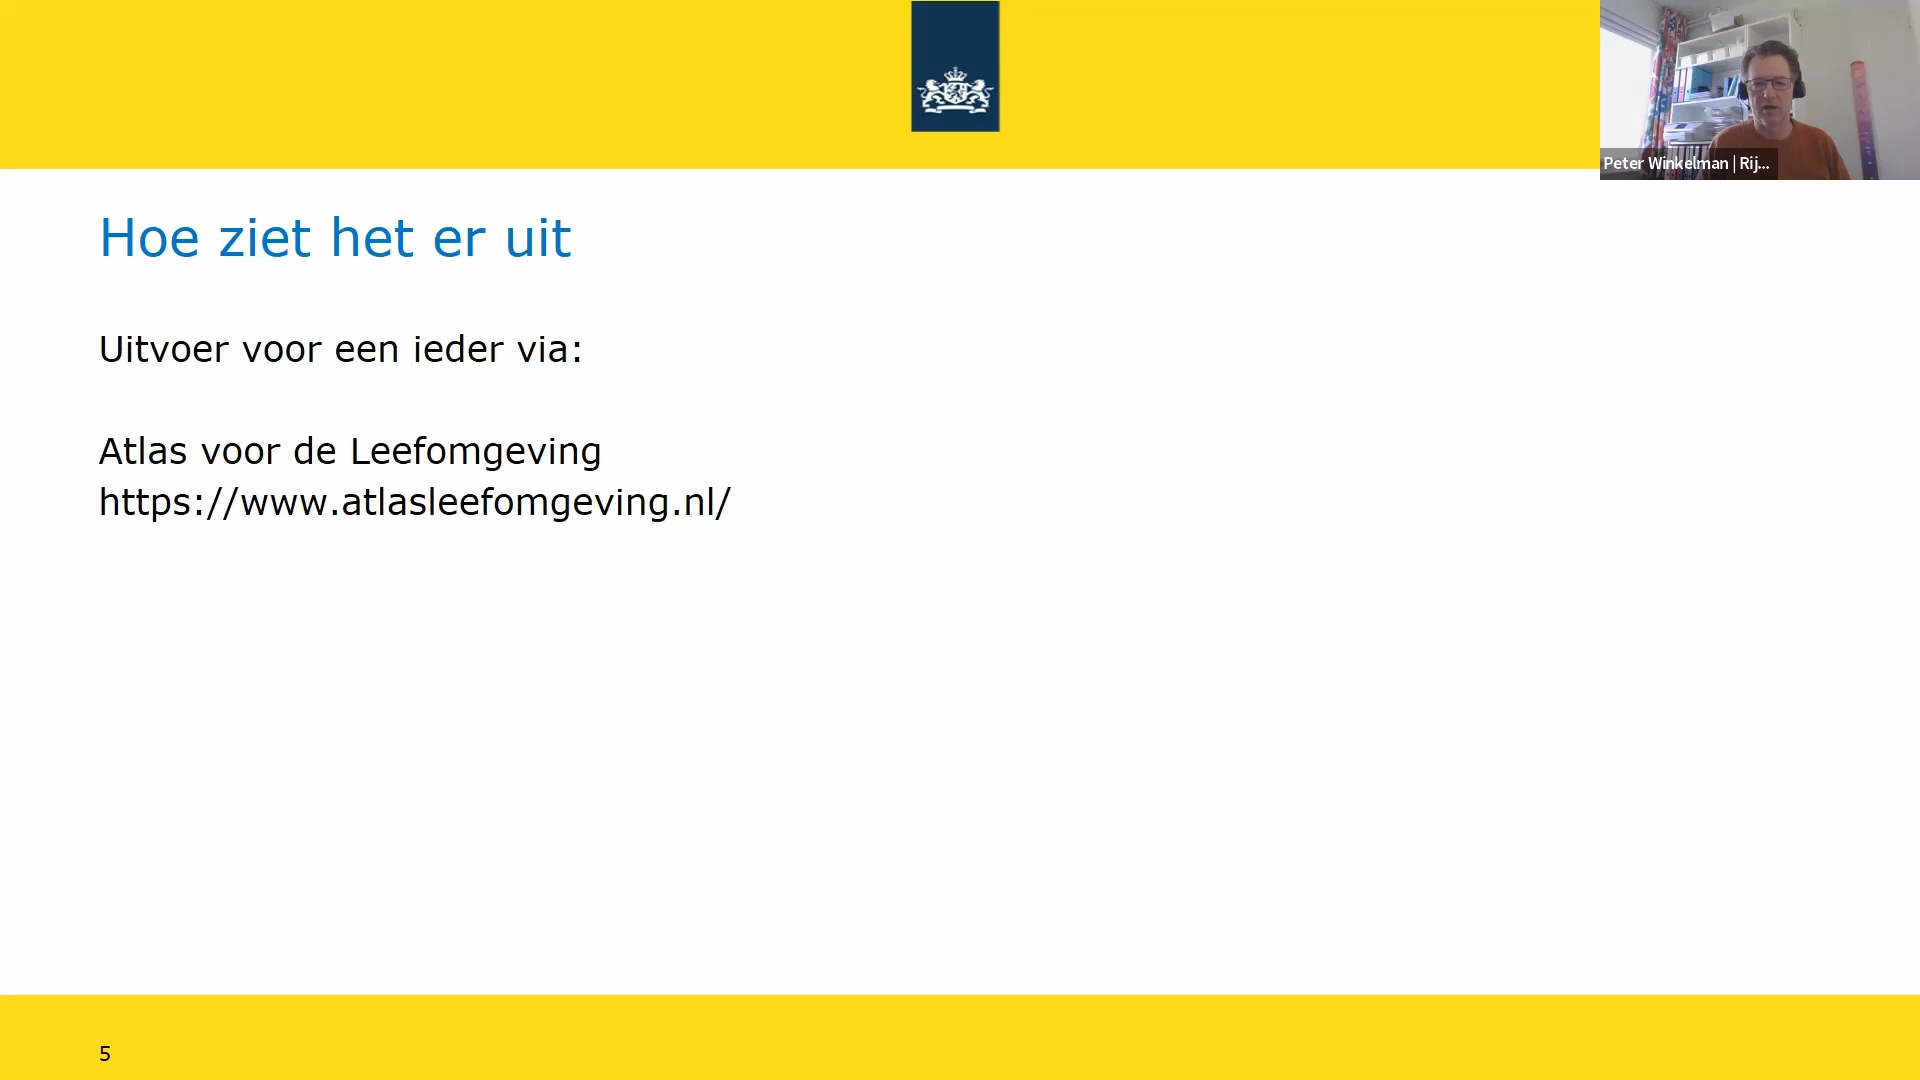 Peter Winkelman | Rij...
Hoe ziet het er uit
Uitvoer voor een ieder via:
Atlas voor de Leefomgeving
https://www.atlasleefomgeving.nl/
5